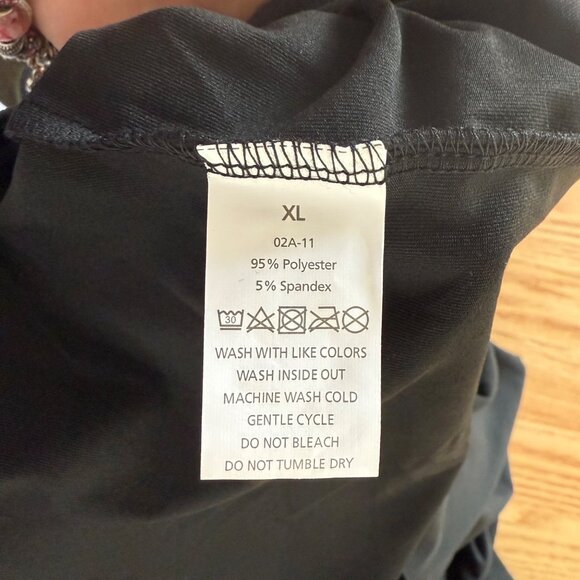 XL
02A-11
95% Polyester
5% Spandex
30
WASH WITH LIKE COLORS
WASH INSIDE OUT
MACHINE WASH COLD
GENTLE CYCLE
DO NOT BLEACH
DO NOT TUMBLE DRY